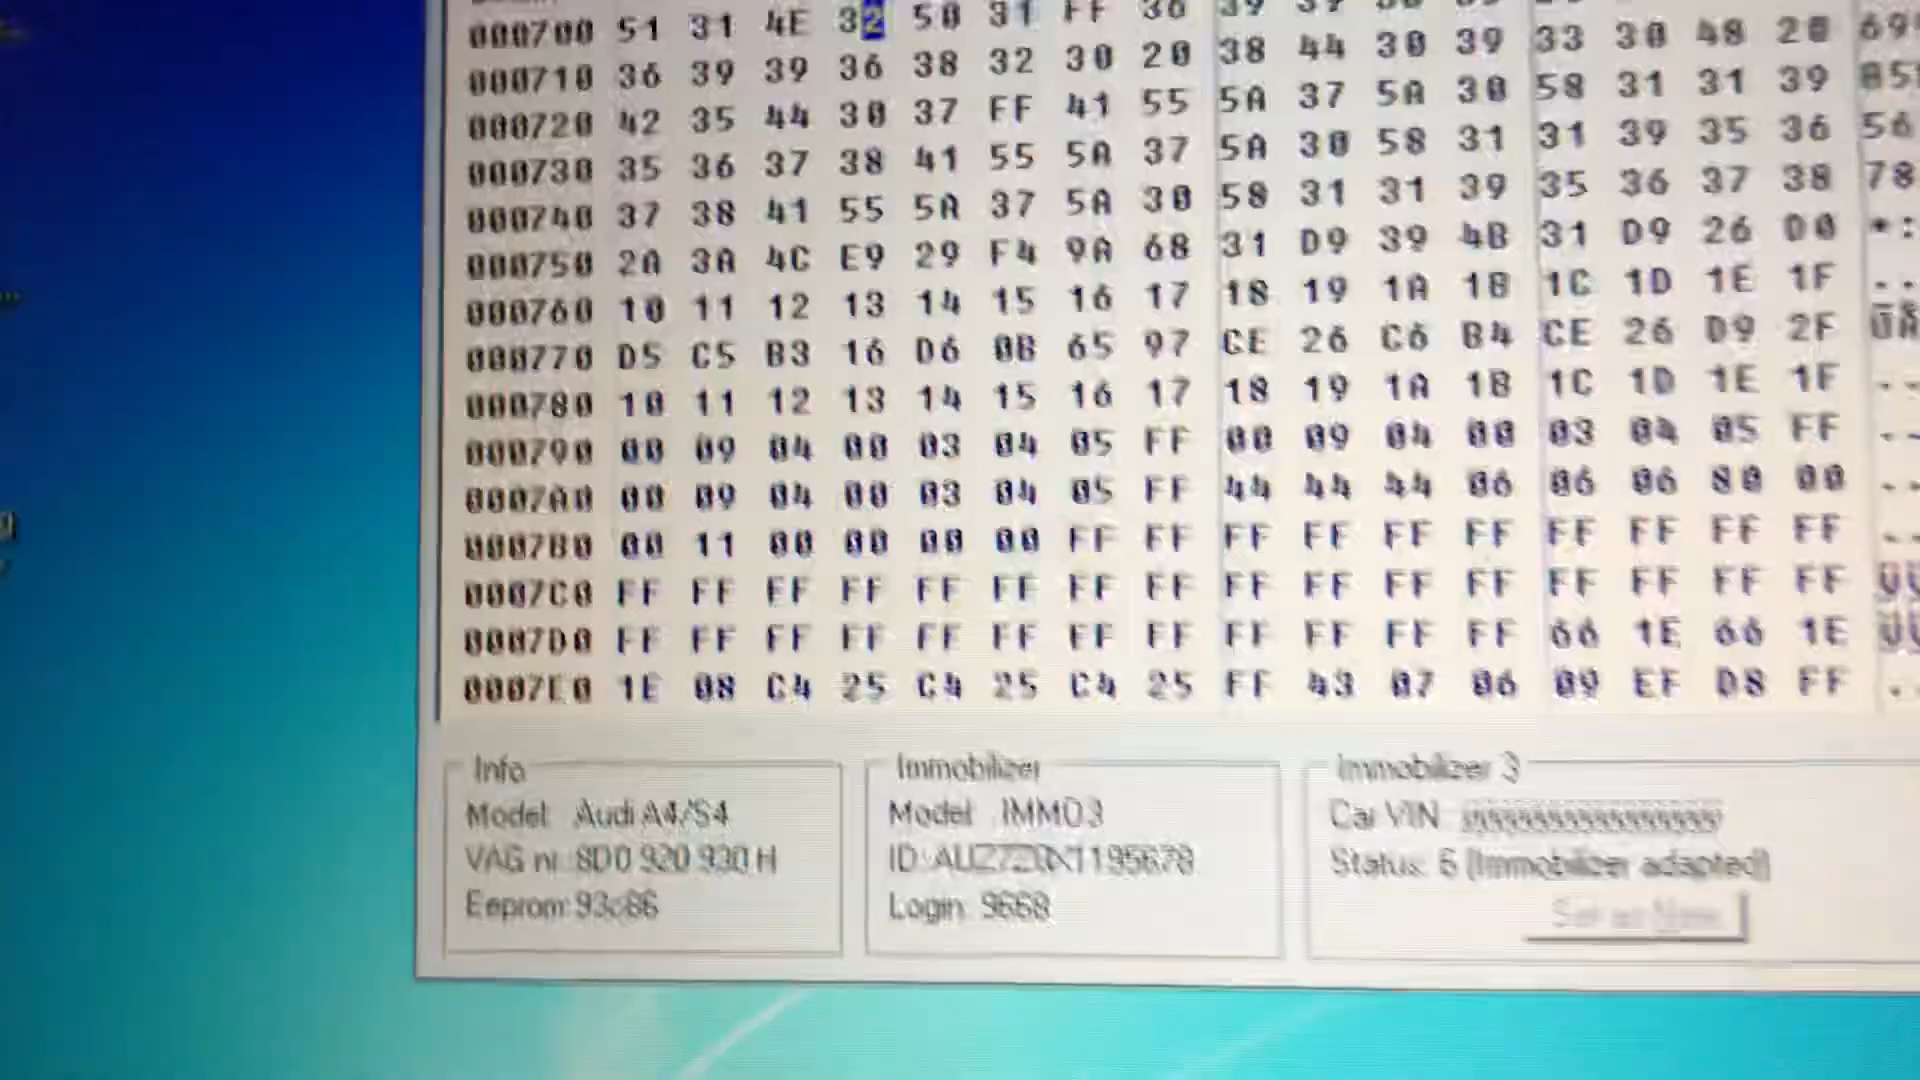 000700 51 31 4E 32 50 31 FF 36 39
000710 36 39 39 36 38 32 30 20 38 44 30 39 33 30 48 20
000720 42 35 44 30 37 FF 41 55 5A 37 5A 30 58 31 31 39
000730 35 36 37 38 41 55 5A 37 5A 30 58 31 31 39 35 36 56
000740 37 38 41 55 5A 37 5A 30 58 31 31 39 35 36 37 38 78
000750 2A 3A 4C E9 29 F4 9A 68 31 D9 39 4B 31 D9 26 D0 *:
000760 10 11 12 13 14 15 16 17 18 19 1A 1B 1C 1D 1E 1F ..
000770 D5 C5 B3 16 D6 0B 65 97 CE 26 C6 B4 CE 26 D9 2F
000780 10 11 12 13 14 15 16 17 18 19 1A 1B 1C 1D 1E 1F ..
000790 00 09 04 00 03 04 05 FF 00 09 04 00 03 04 05 FF ..
0007A0 00 09 04 00 03 04 05 FF 44 44 44 06 06 06 80 00 ..
0007B0 00 11 00 00 00 00 FF FF FF FF FF FF FF FF FF FF ..
0007C0 FF FF FF FF FF FF FF FF FF FF FF FF FF FF FF FF
0007D0 FF FF FF FF FF FF FF FF FF FF FF FF 66 1E 66 1E
0007E0 1E 08 C4 25 C4 25 C4 25 FF 43 07 06 09 EF D8 FF .
Info
Model: Audi A4/S4
VAG nr.: 8D0 920 930 H
Eeprom: 93c86
Immobilizer
Model: IMMO3
ID: AUZ7Z0X1195678
Login: 9668
Immobilizer 3
Car VIN:
Status: 6 (Immobilizer adapted)
Set as New